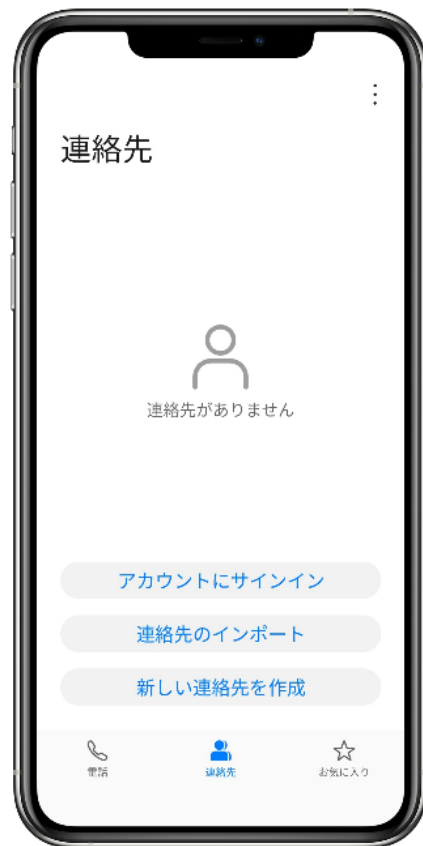 連絡先
連絡先がありません
アカウントにサインイン
連絡先のインポート
新しい連絡先を作成
電話
連絡先
お気に入り